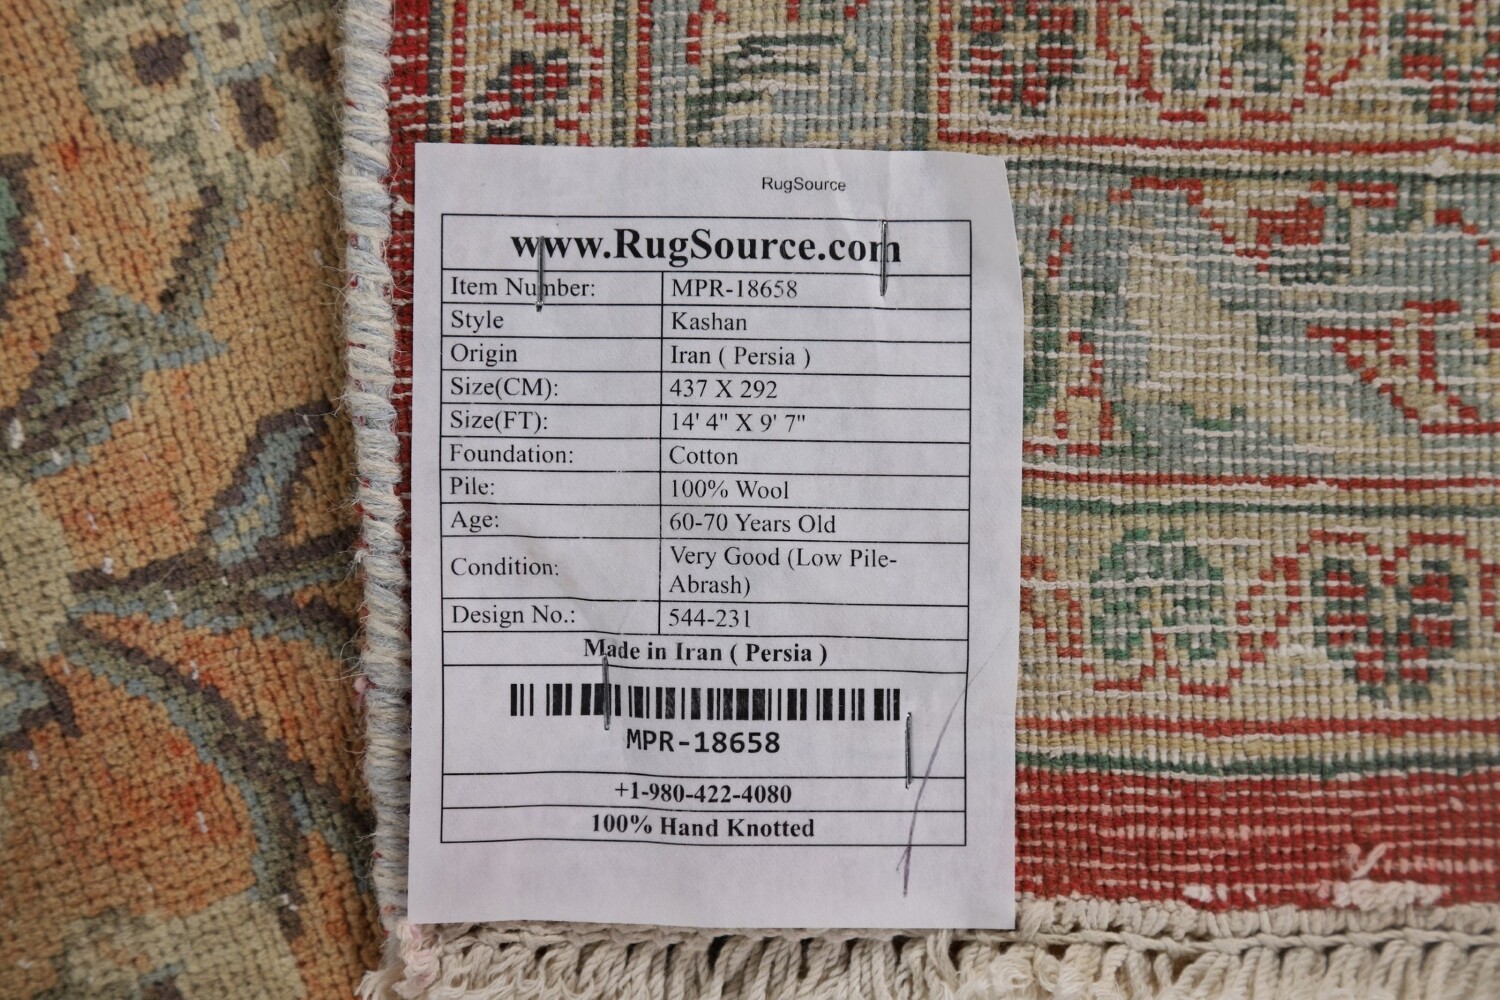 RugSource
www.RugSource.com
Item Number: MPR-18658
Style Kashan
Origin Iran ( Persia )
Size(CM): 437 X 292
Size(FT): 14' 4" X 9' 7"
Foundation: Cotton
Pile: 100% Wool
Age: 60-70 Years Old
Condition: Very Good (Low Pile-
Abrash)
Design No.: 544-231
Made in Iran ( Persia )
MPR-18658
+1-980-422-4080
100% Hand Knotted